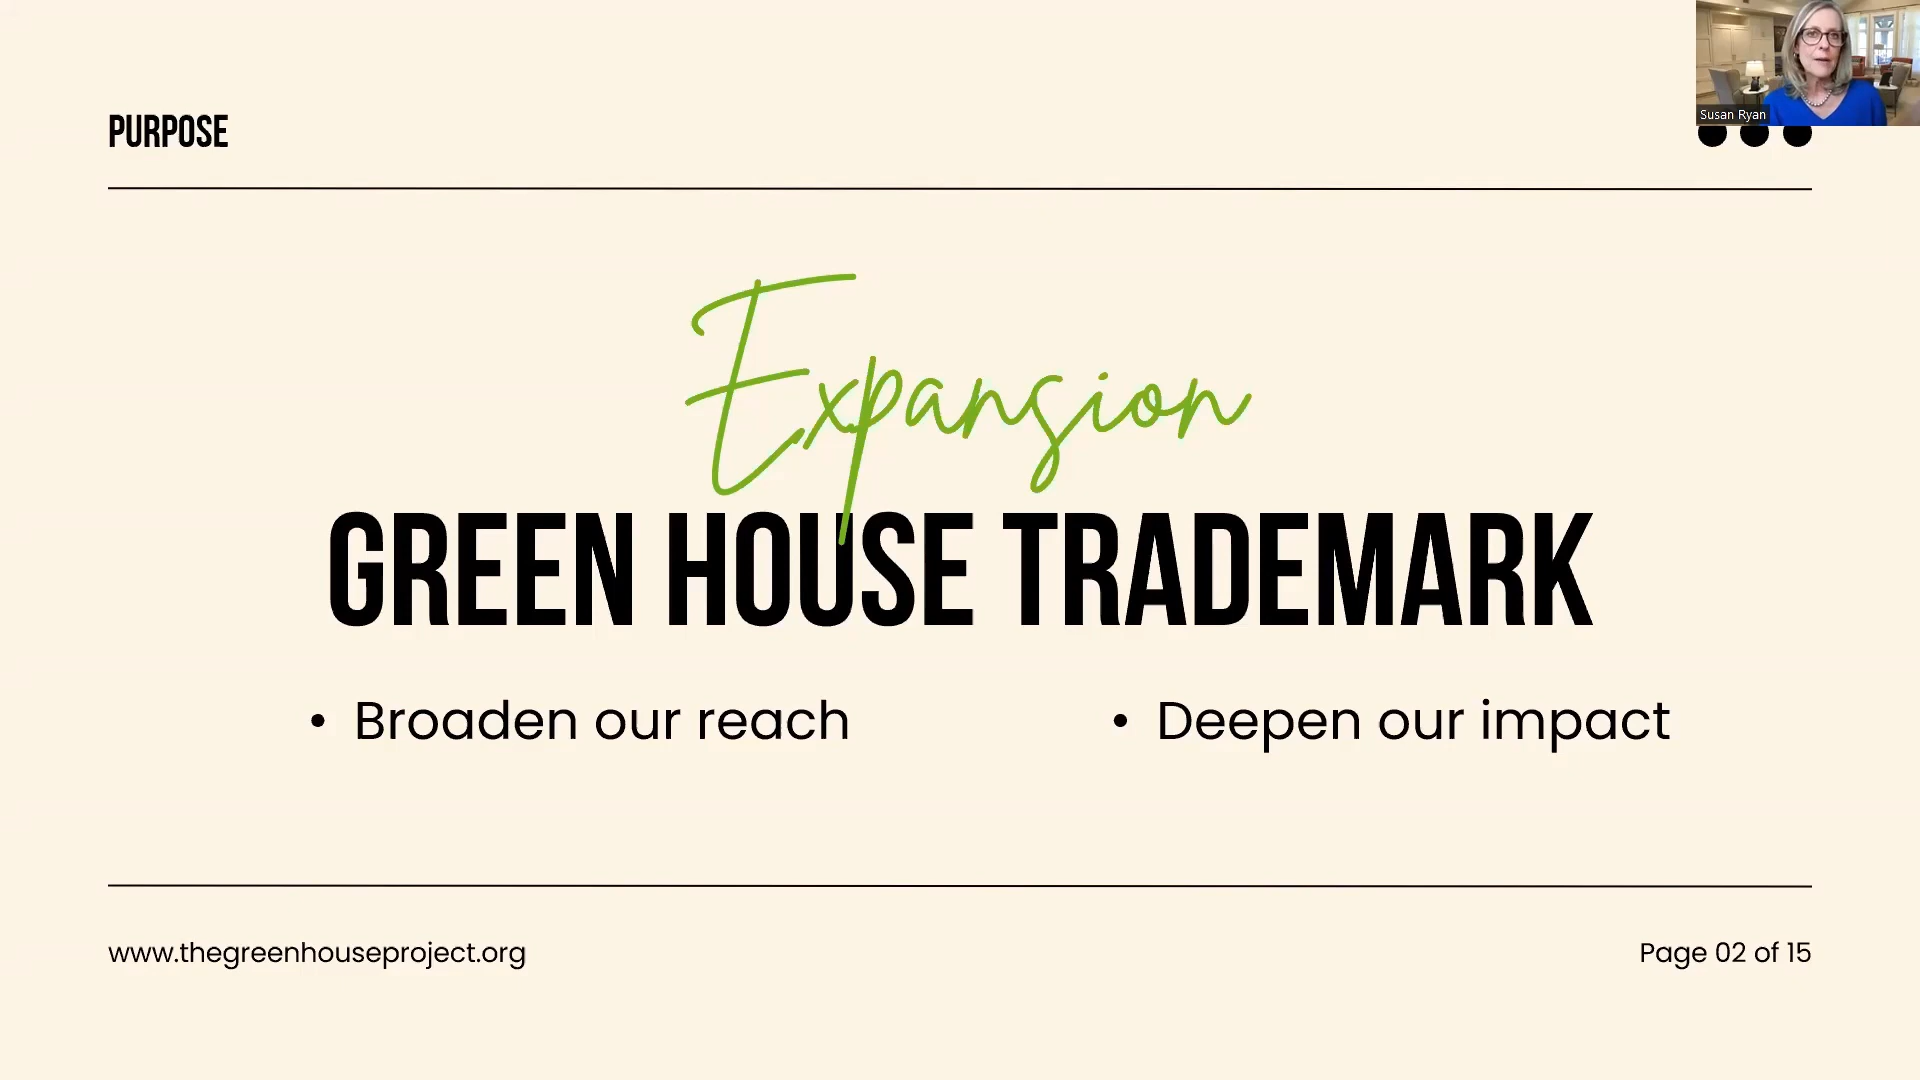 Susan Ryan
PURPOSE
Expansion
GREEN HOUSE TRADEMARK
• Broaden our reach
• Deepen our impact
www.thegreenhouseproject.org
Page 02 of 15